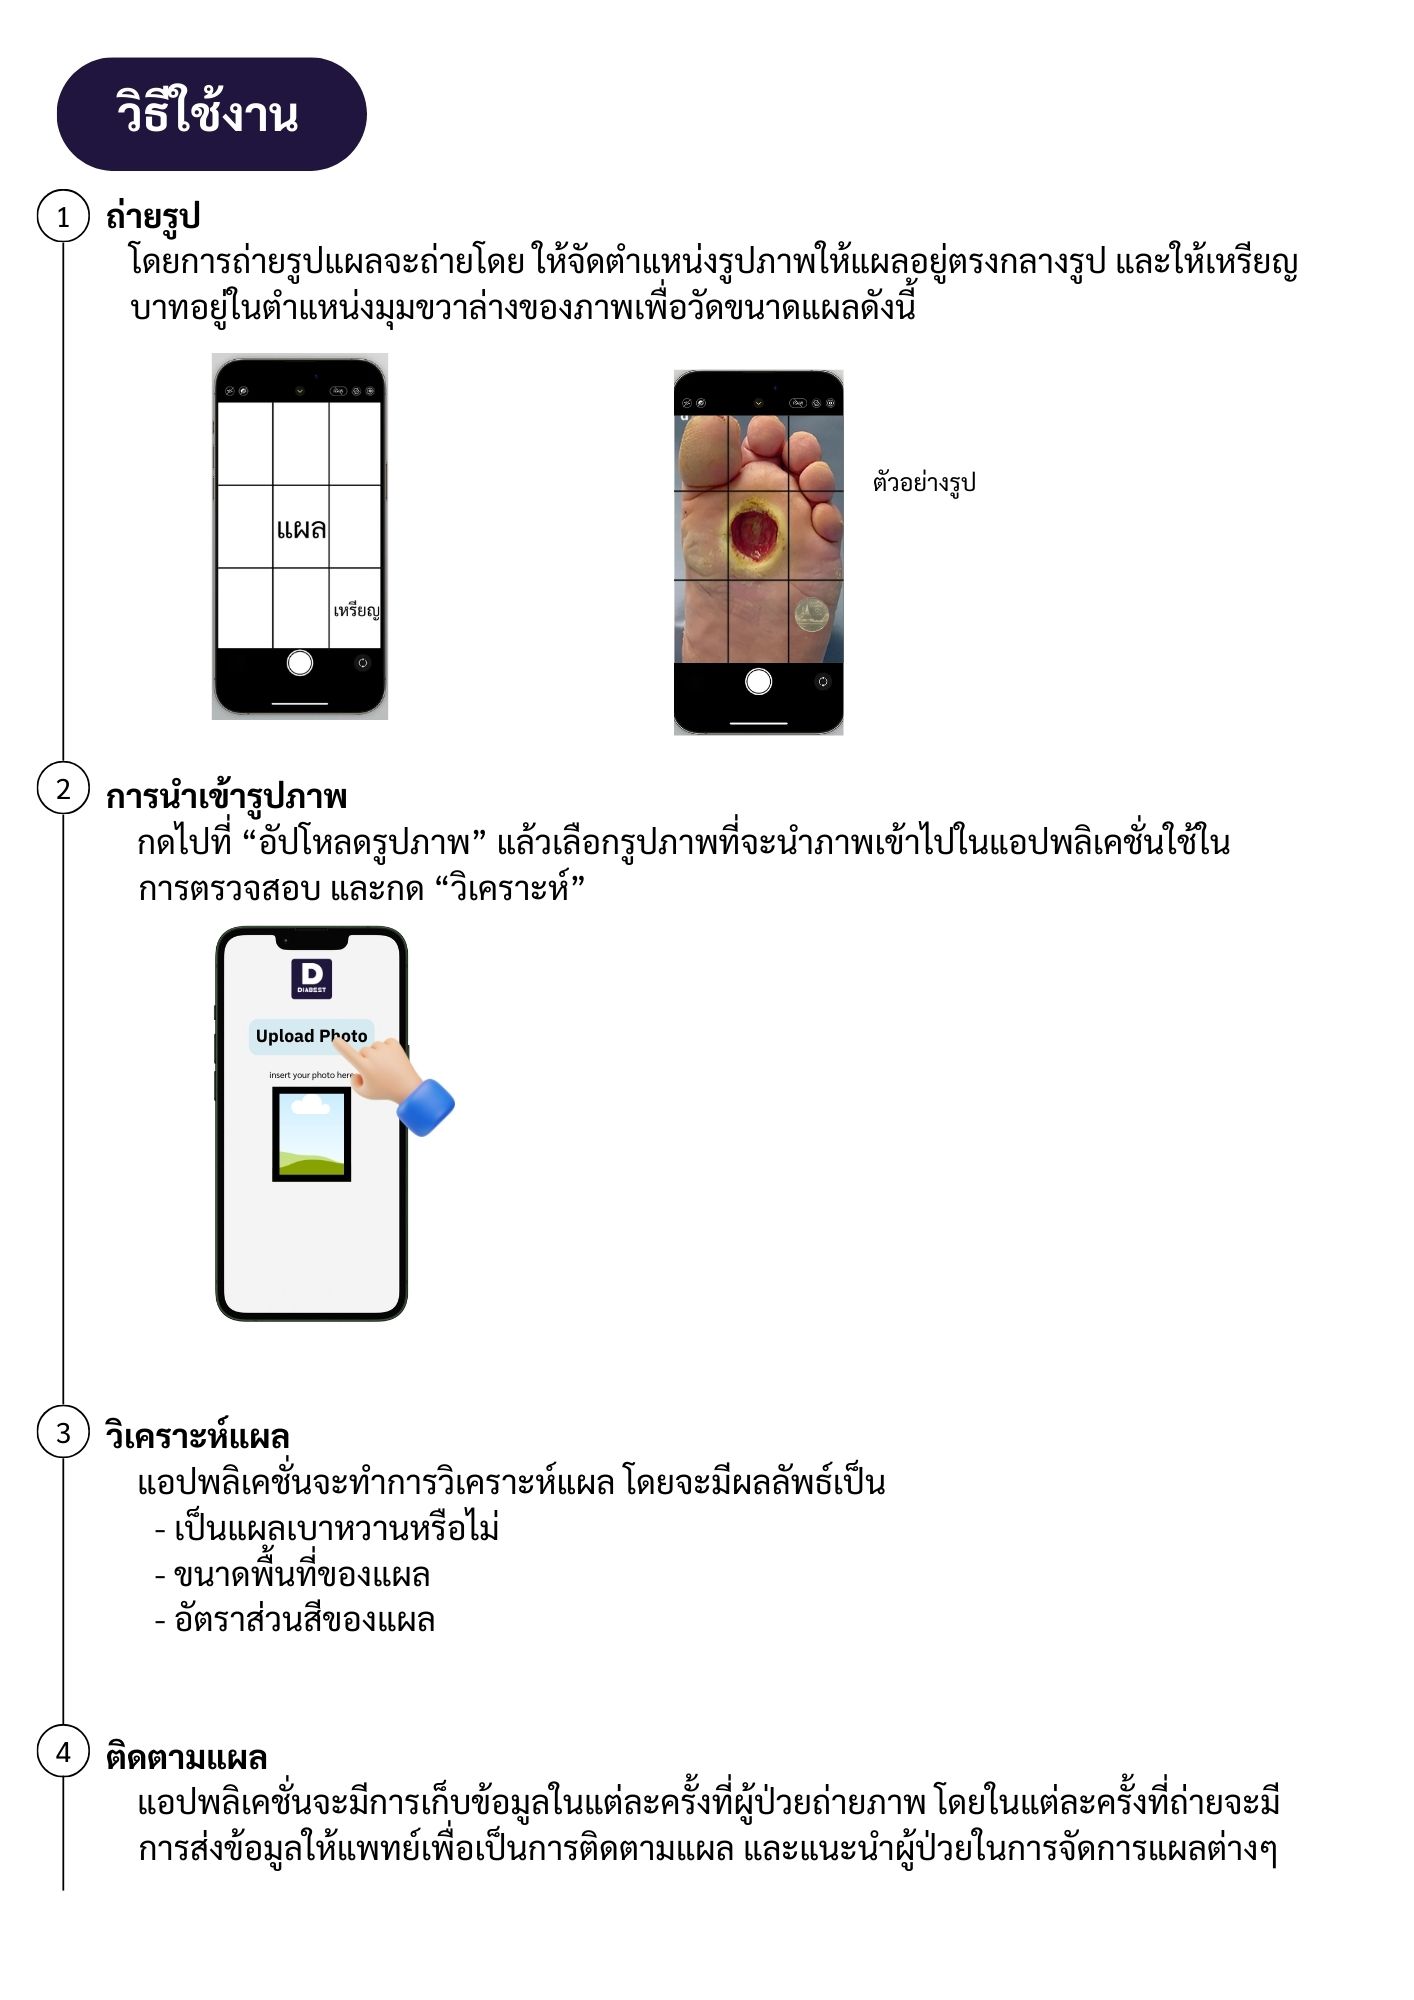 วิธีใช้งาน
1
ถ่ายรูป
โดยการถ่ายรูปแผลจะถ่ายโดย ให้จัดตำแหน่งรูปภาพให้แผลอยู่ตรงกลางรูป และให้เหรียญ
บาทอยู่ในตำแหน่งมุมขวาล่างของภาพเพื่อวัดขนาดแผลดังนี้
แผล
เหรียญ
ตัวอย่างรูป
2
การนำเข้ารูปภาพ
กดไปที่ “อัปโหลดรูปภาพ” แล้วเลือกรูปภาพที่จะนำภาพเข้าไปในแอปพลิเคชั่นใช้ใน
การตรวจสอบ และกด “วิเคราะห์”
D
DIABEST
Upload Photo
insert your photo here
3
วิเคราะห์แผล
แอปพลิเคชั่นจะทำการวิเคราะห์แผล โดยจะมีผลลัพธ์เป็น
- เป็นแผลเบาหวานหรือไม่
- ขนาดพื้นที่ของแผล
- อัตราส่วนสีของแผล
4
ติดตามแผล
แอปพลิเคชั่นจะมีการเก็บข้อมูลในแต่ละครั้งที่ผู้ป่วยถ่ายภาพ โดยในแต่ละครั้งที่ถ่ายจะมี
การส่งข้อมูลให้แพทย์เพื่อเป็นการติดตามแผล และแนะนำผู้ป่วยในการจัดการแผลต่างๆ